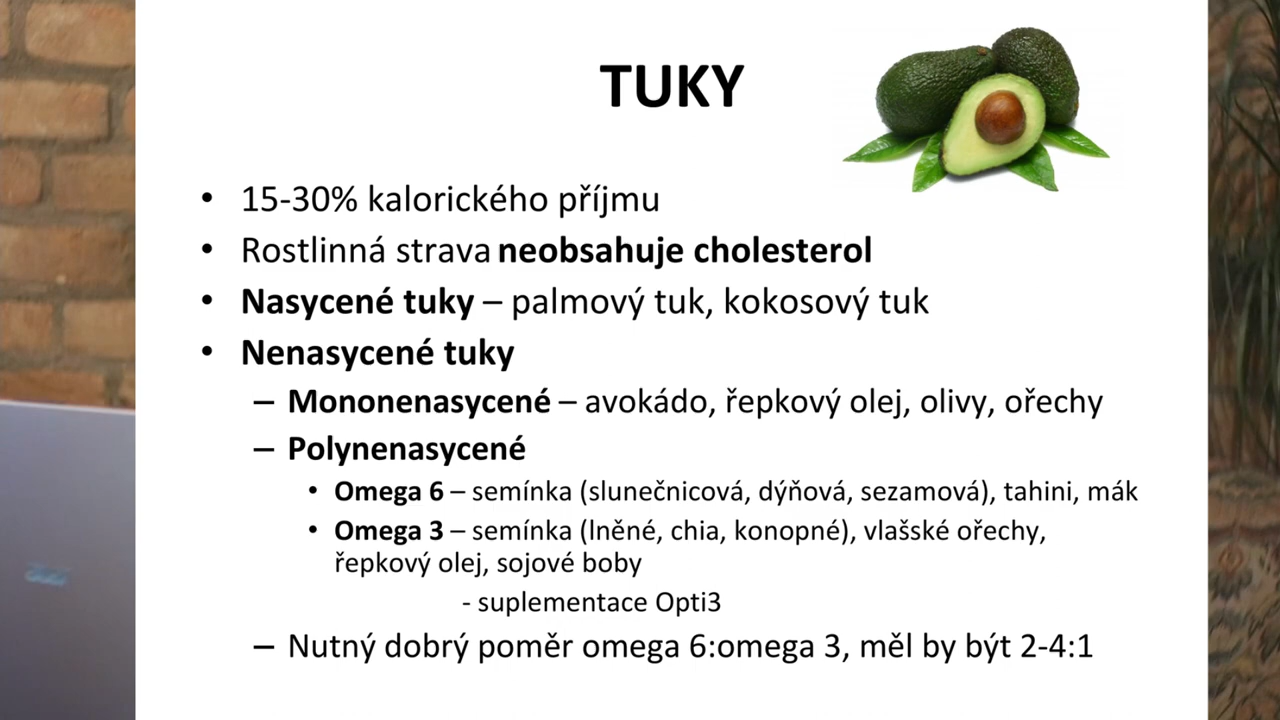 TUKY
• 15-30% kalorického příjmu
• Rostlinná strava neobsahuje cholesterol
• Nasycené tuky – palmový tuk, kokosový tuk
• Nenasycené tuky
– Mononenasycené – avokádo, řepkový olej, olivy, ořechy
– Polynenasycené
• Omega 6 – semínka (slunečnicová, dýňová, sezamová), tahini, mák
• Omega 3 – semínka (lněné, chia, konopné), vlašské ořechy,
řepkový olej, sojové boby
- suplementace Opti3
– Nutný dobrý poměr omega 6:omega 3, měl by být 2-4:1